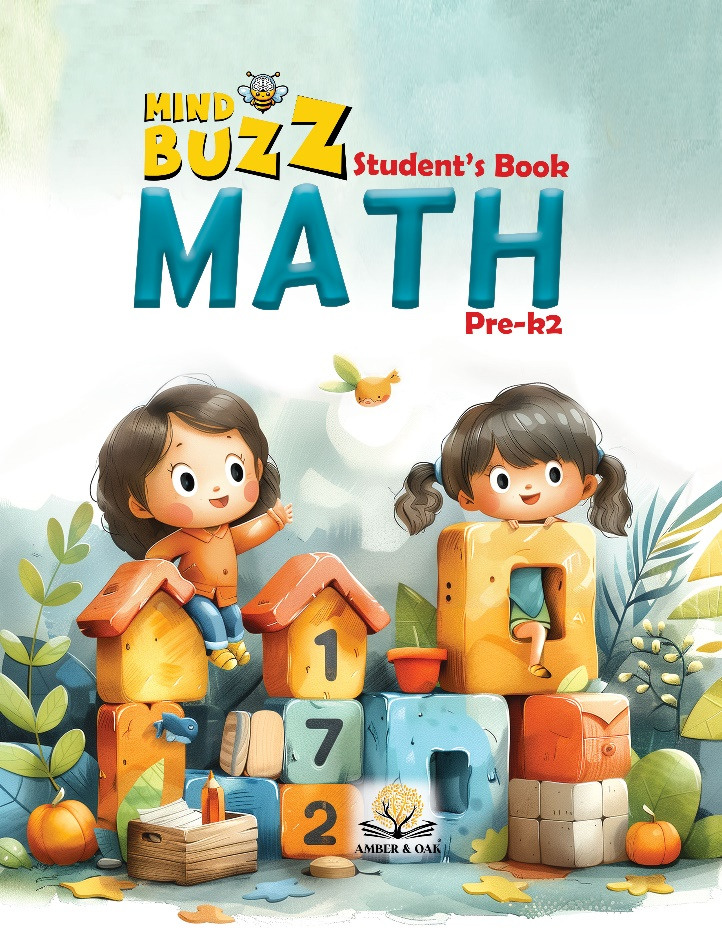 MIND
BUZZ
Student's Book
MATH
Pre-k2
1
7
2
AMBER & OAK